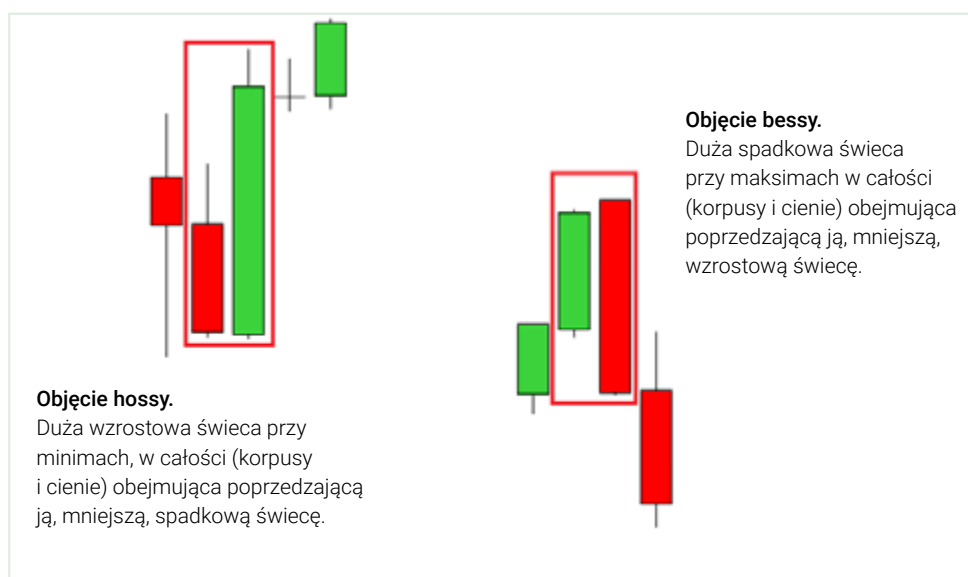 Objęcie bessy.
Duża spadkowa świeca
przy maksimach w całości
(korpusy i cienie) obejmująca
poprzedzającą ją, mniejszą,
wzrostową świecę.
Objęcie hossy.
Duża wzrostowa świeca przy
minimach, w całości (korpusy
i cienie) obejmująca poprzedzającą
ją, mniejszą, spadkową świecę.